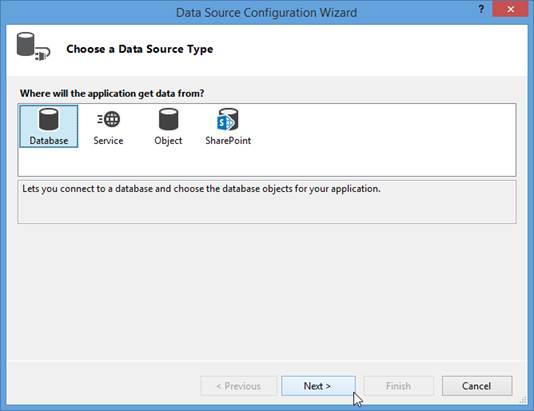 Data Source Configuration Wizard
?
Choose a Data Source Type
Where will the application get data from?
Database Service Object SharePoint
Lets you connect to a database and choose the database objects for your application.
< Previous Next > Finish Cancel